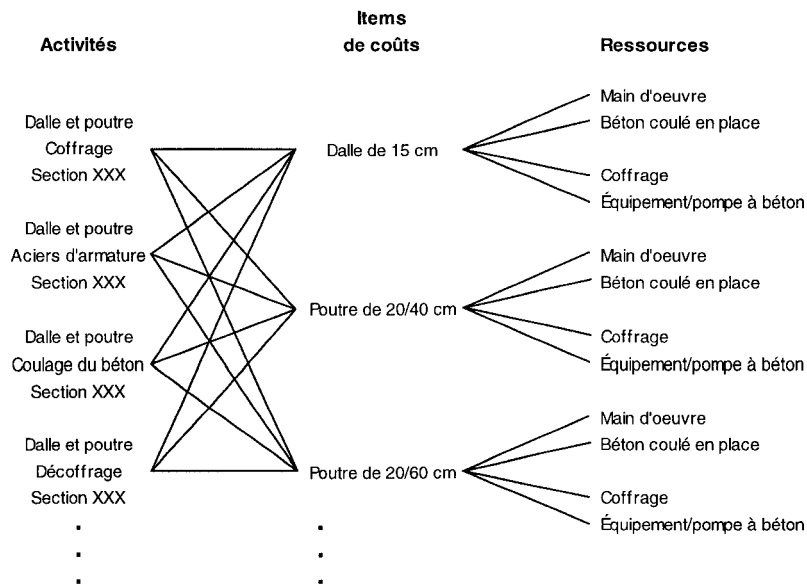 Activités
Items
de coûts
Ressources
Dalle et poutre
Coffrage
Section XXX
Dalle et poutre
Aciers d'armature
Section XXX
Dalle et poutre
Coulage du béton
Section XXX
Dalle et poutre
Décoffrage
Section XXX
Dalle de 15 cm
Poutre de 20/40 cm
Poutre de 20/60 cm
Main d'oeuvre
Béton coulé en place
Coffrage
Équipement/pompe à béton
Main d'oeuvre
Béton coulé en place
Coffrage
Équipement/pompe à béton
Main d'oeuvre
Béton coulé en place
Coffrage
Équipement/pompe à béton